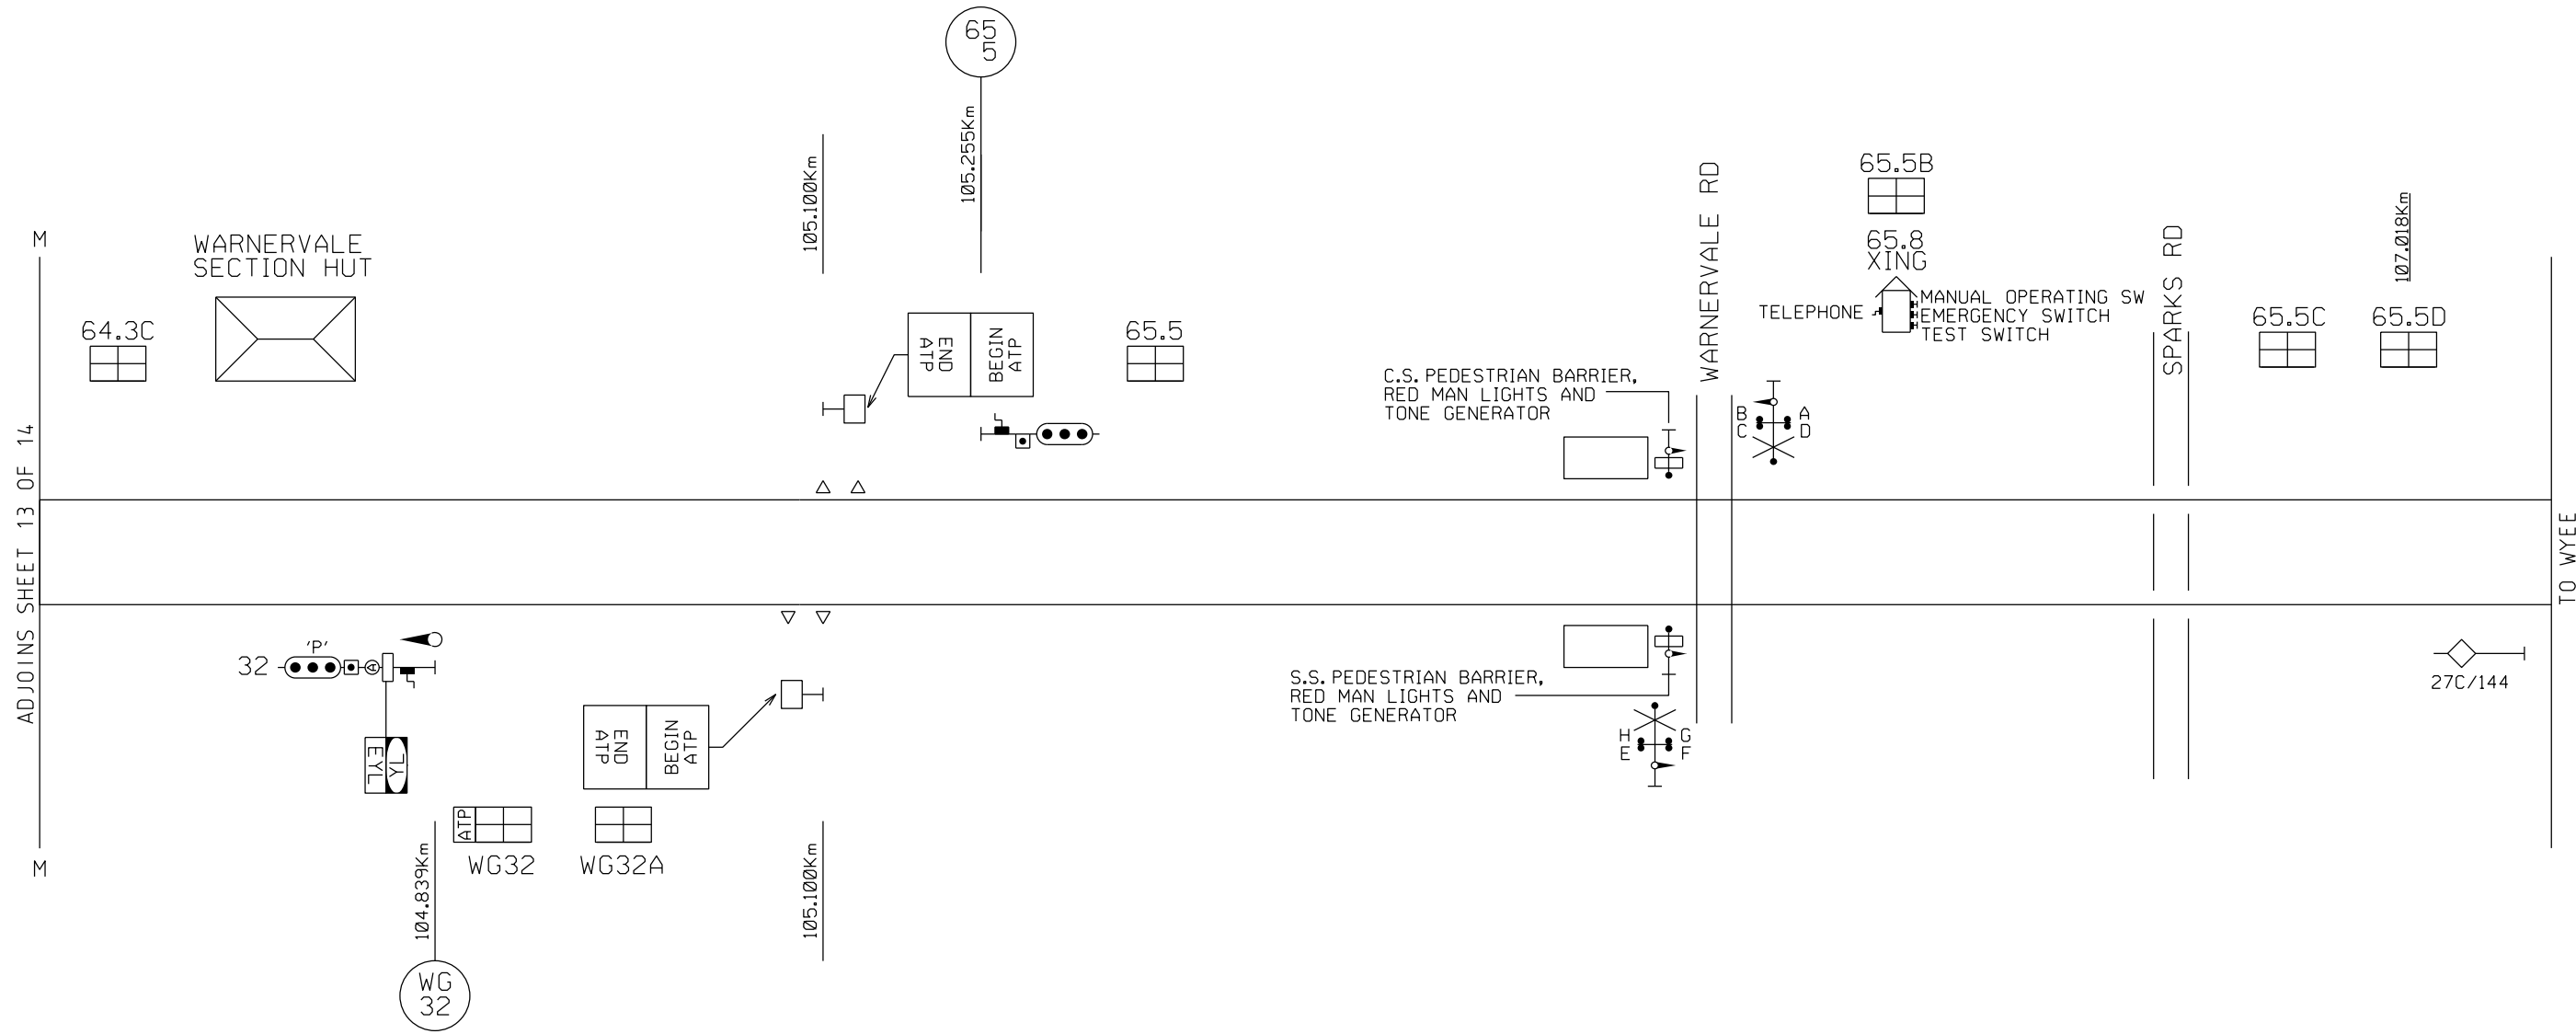 65
5
105.255Km
105.100Km
M
WARNERVALE
SECTION HUT
64.3C
END
ATP
BEGIN
ATP
65.5
C.S. PEDESTRIAN BARRIER,
RED MAN LIGHTS AND
TONE GENERATOR
WARNERVALE RD
B A
C D
65.5B
65.8
XING
TELEPHONE
MANUAL OPERATING SW
EMERGENCY SWITCH
TEST SWITCH
SPARKS RD
65.5C
65.5D
107.018Km
ADJOINS SHEET 13 OF 14
TO WYEE
'P'
32
A
EYL
YL
END
ATP
BEGIN
ATP
ATP
WG32
WG32A
104.839Km
105.100Km
S.S. PEDESTRIAN BARRIER,
RED MAN LIGHTS AND
TONE GENERATOR
H G
E F
27C/144
M
WG
32